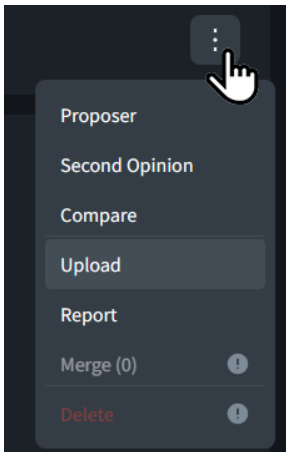 Proposer
Second Opinion
Compare
Upload
Report
Merge (0)
Delete